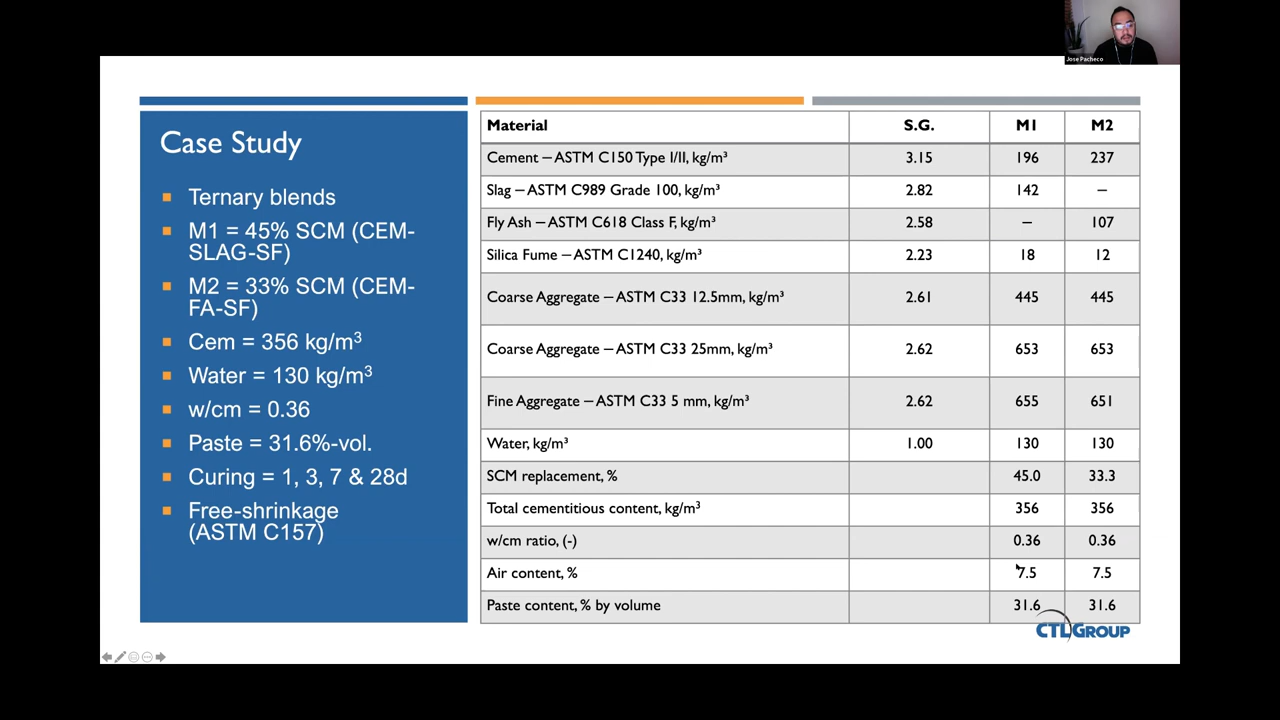 Jose Pacheco
Case Study
Ternary blends
M1 = 45% SCM (CEM-
SLAG-SF)
M2 = 33% SCM (CEM-
FA-SF)
Cem = 356 kg/m³
Water = 130 kg/m³
w/cm = 0.36
Paste = 31.6%-vol.
Curing = 1, 3, 7 & 28d
Free-shrinkage
(ASTM C157)
Material S.G. M1 M2
Cement – ASTM C150 Type I/II, kg/m³ 3.15 196 237
Slag – ASTM C989 Grade 100, kg/m³ 2.82 142 –
Fly Ash – ASTM C618 Class F, kg/m³ 2.58 – 107
Silica Fume – ASTM C1240, kg/m³ 2.23 18 12
Coarse Aggregate – ASTM C33 12.5mm, kg/m³ 2.61 445 445
Coarse Aggregate – ASTM C33 25mm, kg/m³ 2.62 653 653
Fine Aggregate – ASTM C33 5 mm, kg/m³ 2.62 655 651
Water, kg/m³ 1.00 130 130
SCM replacement, % 45.0 33.3
Total cementitious content, kg/m³ 356 356
w/cm ratio, (-) 0.36 0.36
Air content, % 7.5 7.5
Paste content, % by volume 31.6 31.6
CTLGROUP